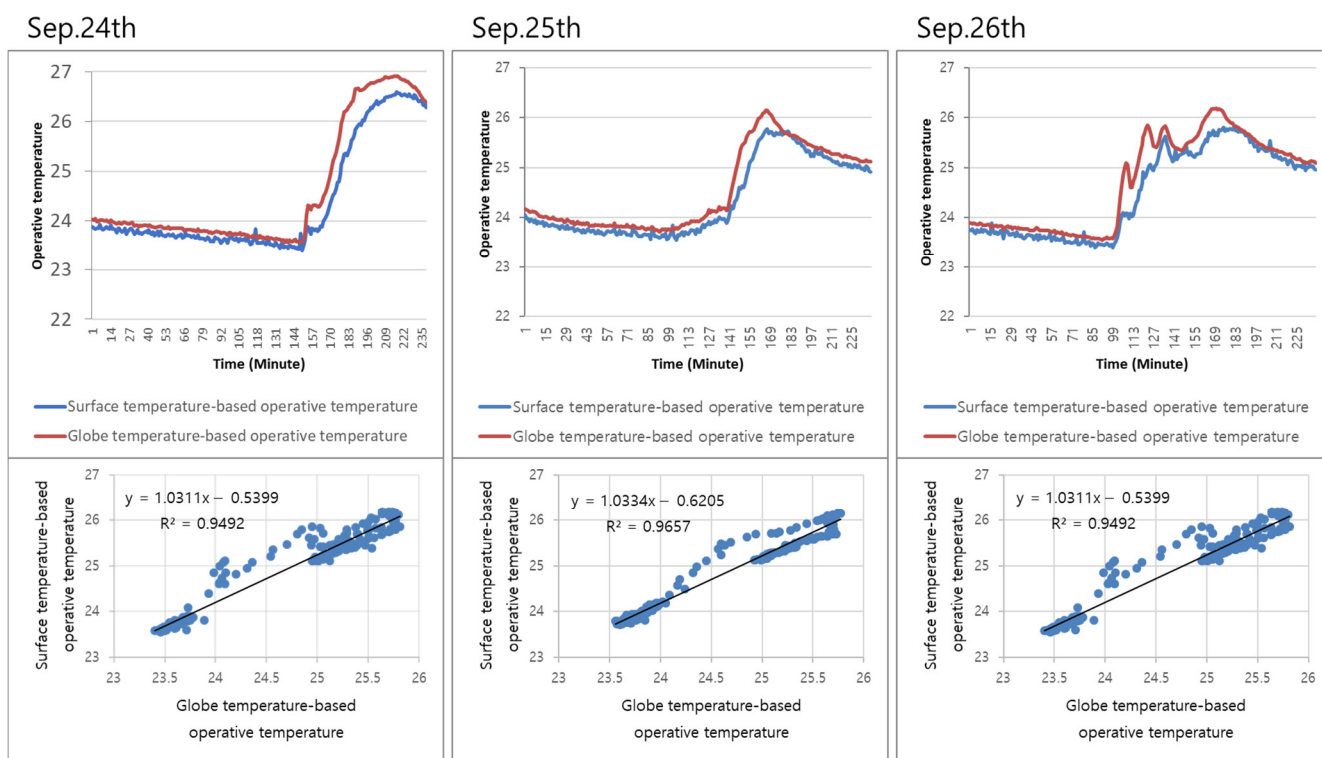 Sep.24th
27
26
25
24
23
22
Operative temperature
1 14 27 40 53 66 79 92 105 118 131 144 157 170 183 196 209 222 235
Time (Minute)
Surface temperature-based operative temperature
Globe temperature-based operative temperature
27
26
25
24
23
Surface temperature-based
operative temperature
y = 1.0311x – 0.5399
R² = 0.9492
23 23.5 24 24.5 25 25.5 26
Globe temperature-based
operative temperature
Sep.25th
27
26
25
24
23
22
Operative temperature
1 15 29 43 57 71 85 99 113 127 141 155 169 183 197 211 225
Time (Minute)
Surface temperature-based operative temperature
Globe temperature-based operative temperature
27
26
25
24
23
Surface temperature-based
operative temperature
y = 1.0334x – 0.6205
R² = 0.9657
23 23.5 24 24.5 25 25.5 26
Globe temperature-based
operative temperature
Sep.26th
27
26
25
24
23
22
Operative temperature
1 15 29 43 57 71 85 99 113 127 141 155 169 183 197 211 225
Time (Minute)
Surface temperature-based operative temperature
Globe temperature-based operative temperature
27
26
25
24
23
Surface temperature-based
operative temperature
y = 1.0311x – 0.5399
R² = 0.9492
23 23.5 24 24.5 25 25.5 26
Globe temperature-based
operative temperature